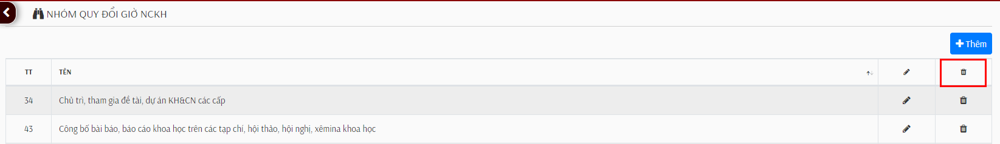 NHÓM QUY ĐỔI GIỜ NCKH
Thêm
TT TÊN
34 Chủ trì, tham gia đề tài, dự án KH&CN các cấp
43 Công bố bài báo, báo cáo khoa học trên các tạp chí, hội thảo, hội nghị, xêmina khoa học